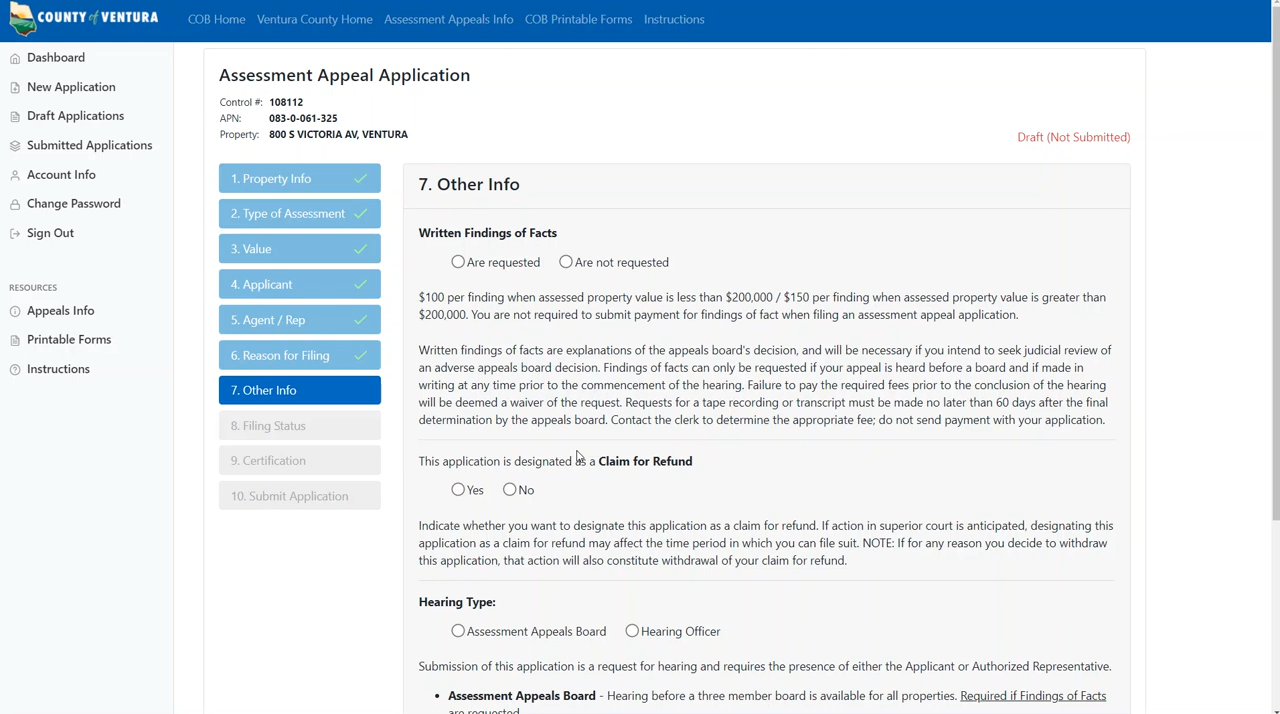 COUNTY of VENTURA
COB Home Ventura County Home Assessment Appeals Info COB Printable Forms Instructions
Dashboard
New Application
Draft Applications
Submitted Applications
Account Info
Change Password
Sign Out
RESOURCES
Appeals Info
Printable Forms
Instructions
Assessment Appeal Application
Control #: 108112
APN: 083-0-061-325
Property: 800 S VICTORIA AV, VENTURA
Draft (Not Submitted)
1. Property Info
2. Type of Assessment
3. Value
4. Applicant
5. Agent / Rep
6. Reason for Filing
7. Other Info
8. Filing Status
9. Certification
10. Submit Application
7. Other Info
Written Findings of Facts
Are requested Are not requested
$100 per finding when assessed property value is less than $200,000 / $150 per finding when assessed property value is greater than
$200,000. You are not required to submit payment for findings of fact when filing an assessment appeal application.
Written findings of facts are explanations of the appeals board's decision, and will be necessary if you intend to seek judicial review of
an adverse appeals board decision. Findings of facts can only be requested if your appeal is heard before a board and if made in
writing at any time prior to the commencement of the hearing. Failure to pay the required fees prior to the conclusion of the hearing
will be deemed a waiver of the request. Requests for a tape recording or transcript must be made no later than 60 days after the final
determination by the appeals board. Contact the clerk to determine the appropriate fee; do not send payment with your application.
This application is designated as a Claim for Refund
Yes No
Indicate whether you want to designate this application as a claim for refund. If action in superior court is anticipated, designating this
application as a claim for refund may affect the time period in which you can file suit. NOTE: If for any reason you decide to withdraw
this application, that action will also constitute withdrawal of your claim for refund.
Hearing Type:
Assessment Appeals Board Hearing Officer
Submission of this application is a request for hearing and requires the presence of either the Applicant or Authorized Representative.
• Assessment Appeals Board - Hearing before a three member board is available for all properties. Required if Findings of Facts
are requested